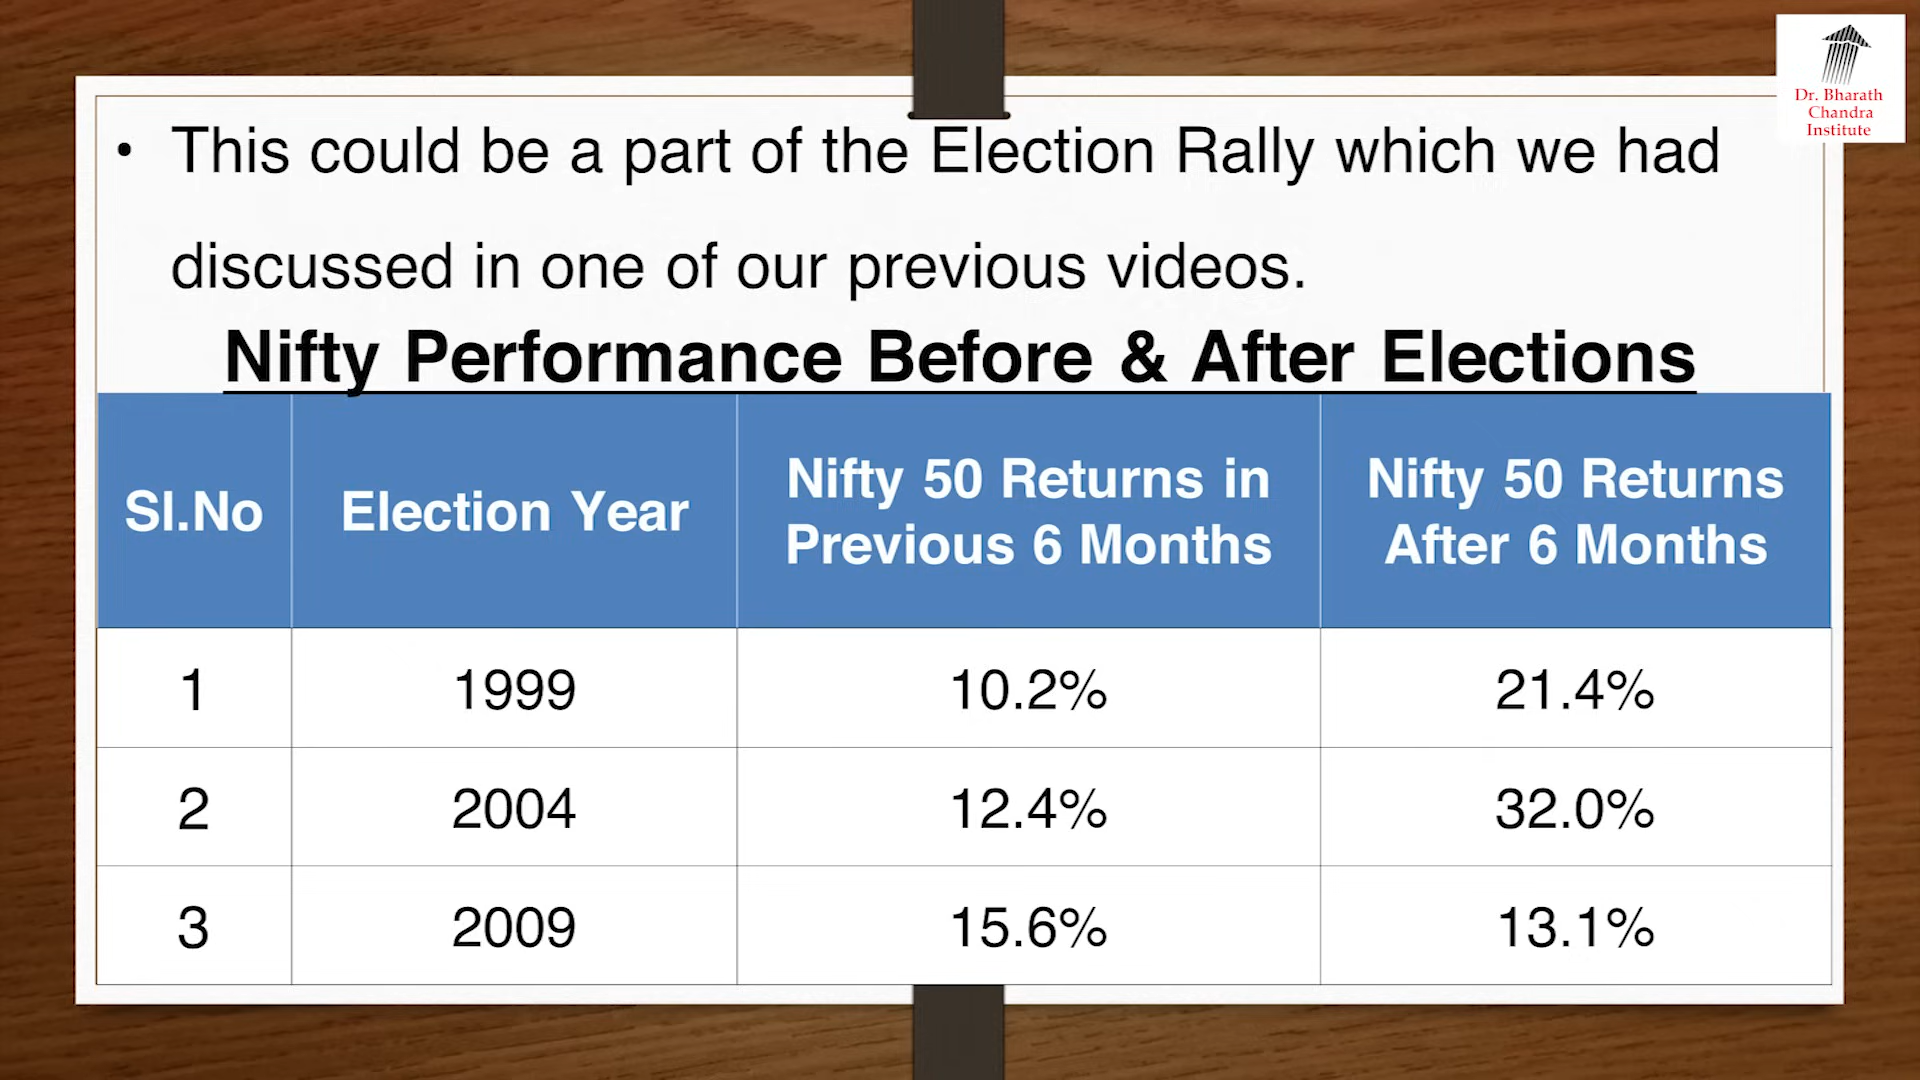 Dr. Bharath
Chandra
Institute
• This could be a part of the Election Rally which we had
discussed in one of our previous videos.
Nifty Performance Before & After Elections
Sl.No Election Year Nifty 50 Returns in Previous 6 Months Nifty 50 Returns After 6 Months
1 1999 10.2% 21.4%
2 2004 12.4% 32.0%
3 2009 15.6% 13.1%